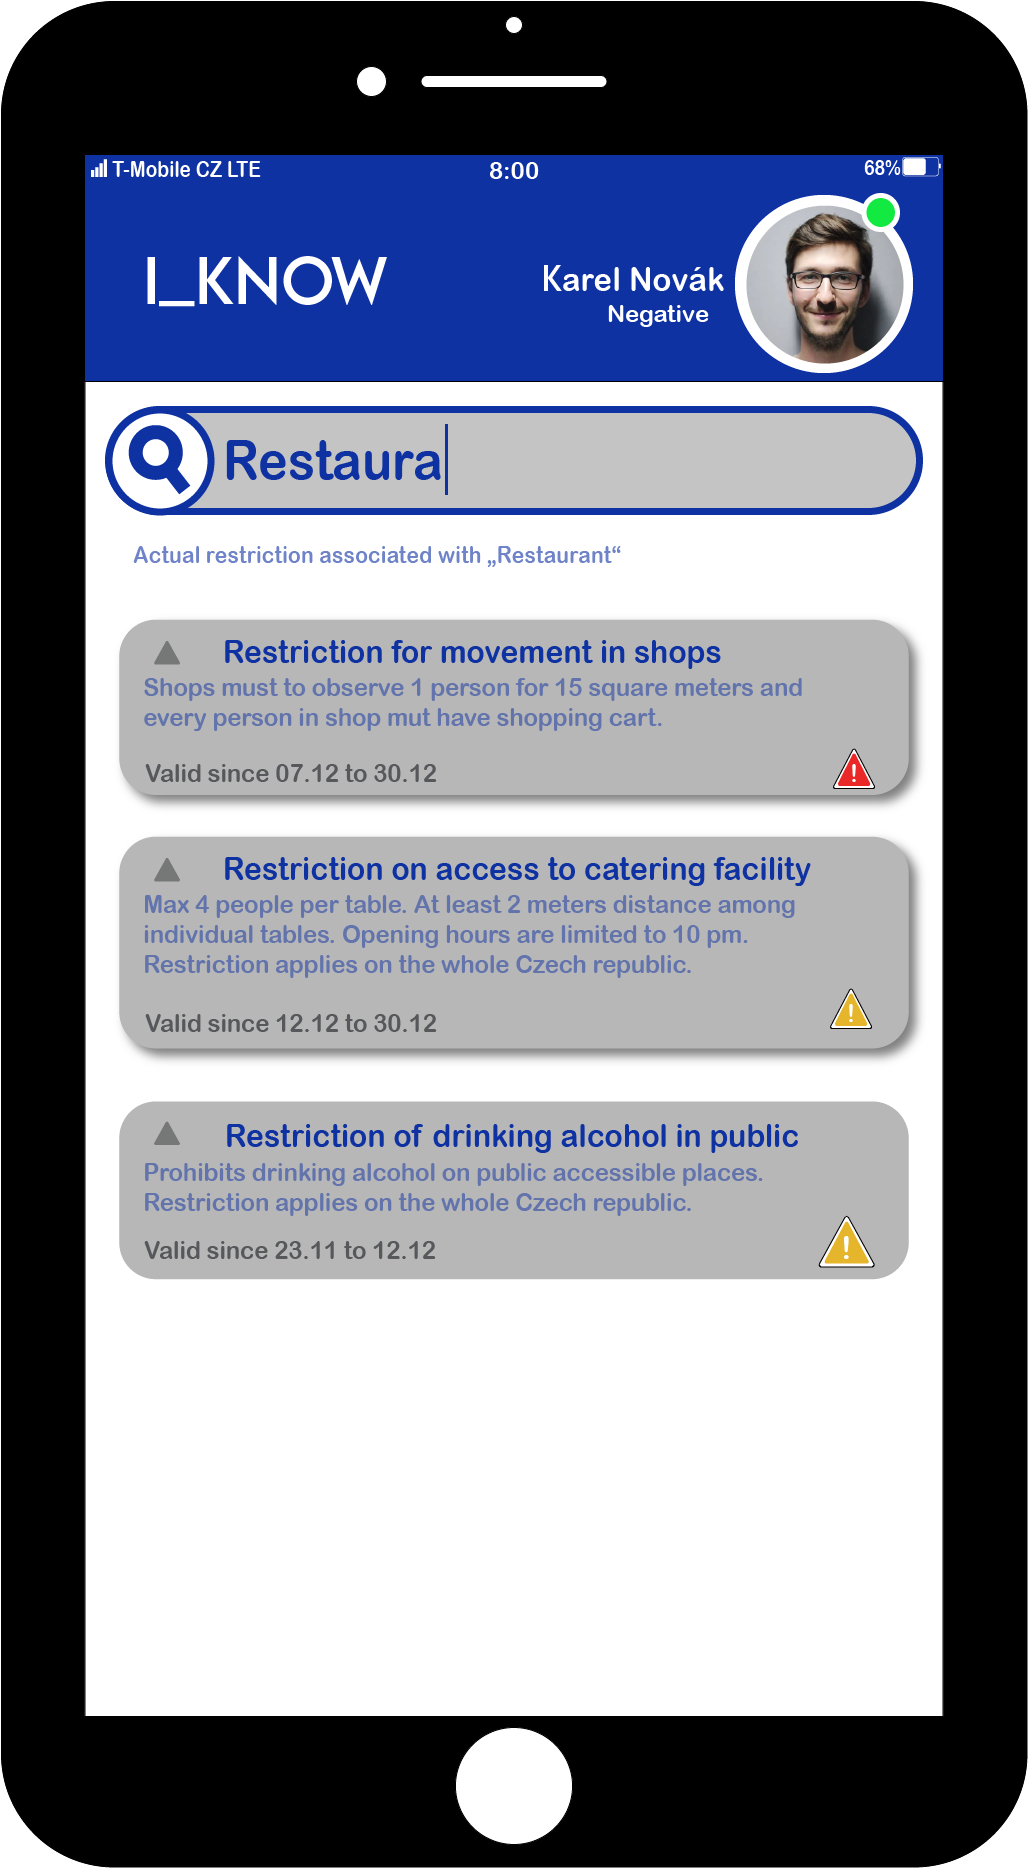 T-Mobile CZ LTE 8:00 68%
I_KNOW
Karel Novák
Negative
Restaura
Actual restriction associated with „Restaurant“
Restriction for movement in shops
Shops must to observe 1 person for 15 square meters and
every person in shop mut have shopping cart.
Valid since 07.12 to 30.12
Restriction on access to catering facility
Max 4 people per table. At least 2 meters distance among
individual tables. Opening hours are limited to 10 pm.
Restriction applies on the whole Czech republic.
Valid since 12.12 to 30.12
Restriction of drinking alcohol in public
Prohibits drinking alcohol on public accessible places.
Restriction applies on the whole Czech republic.
Valid since 23.11 to 12.12